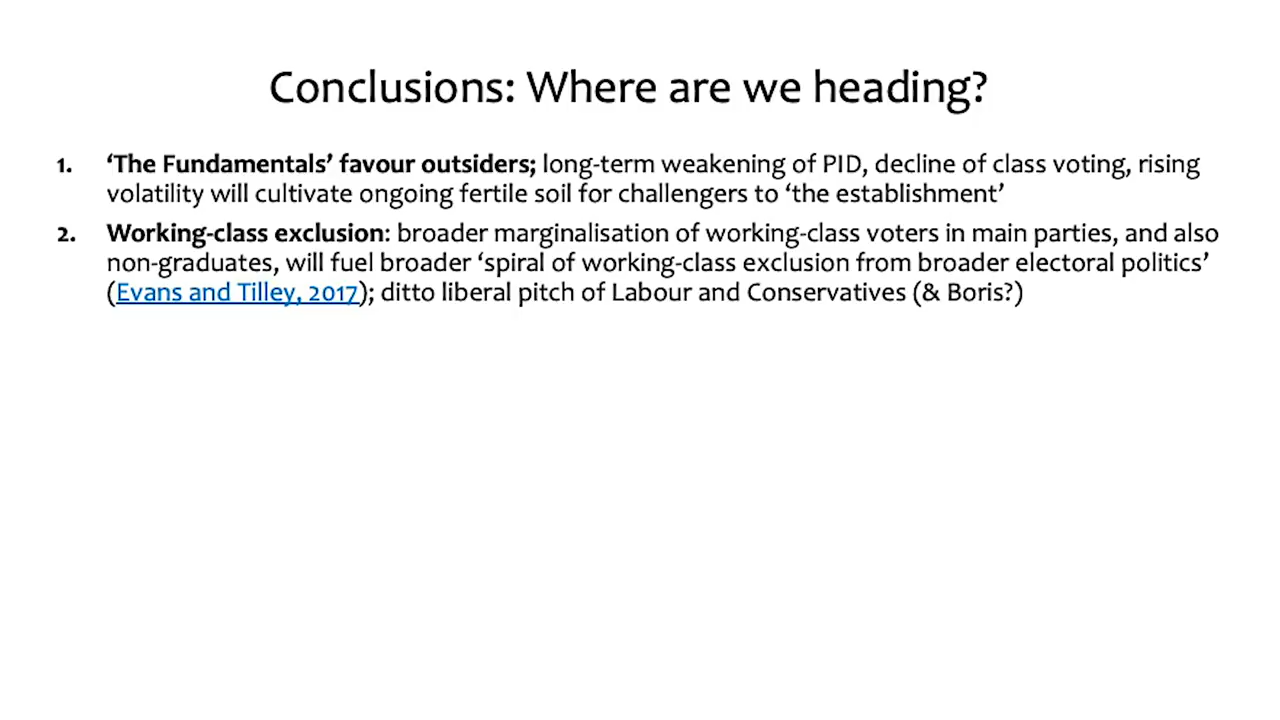 Conclusions: Where are we heading?
1. ‘The Fundamentals’ favour outsiders; long-term weakening of PID, decline of class voting, rising
volatility will cultivate ongoing fertile soil for challengers to ‘the establishment’
2. Working-class exclusion: broader marginalisation of working-class voters in main parties, and also
non-graduates, will fuel broader ‘spiral of working-class exclusion from broader electoral politics’
(Evans and Tilley, 2017); ditto liberal pitch of Labour and Conservatives (& Boris?)